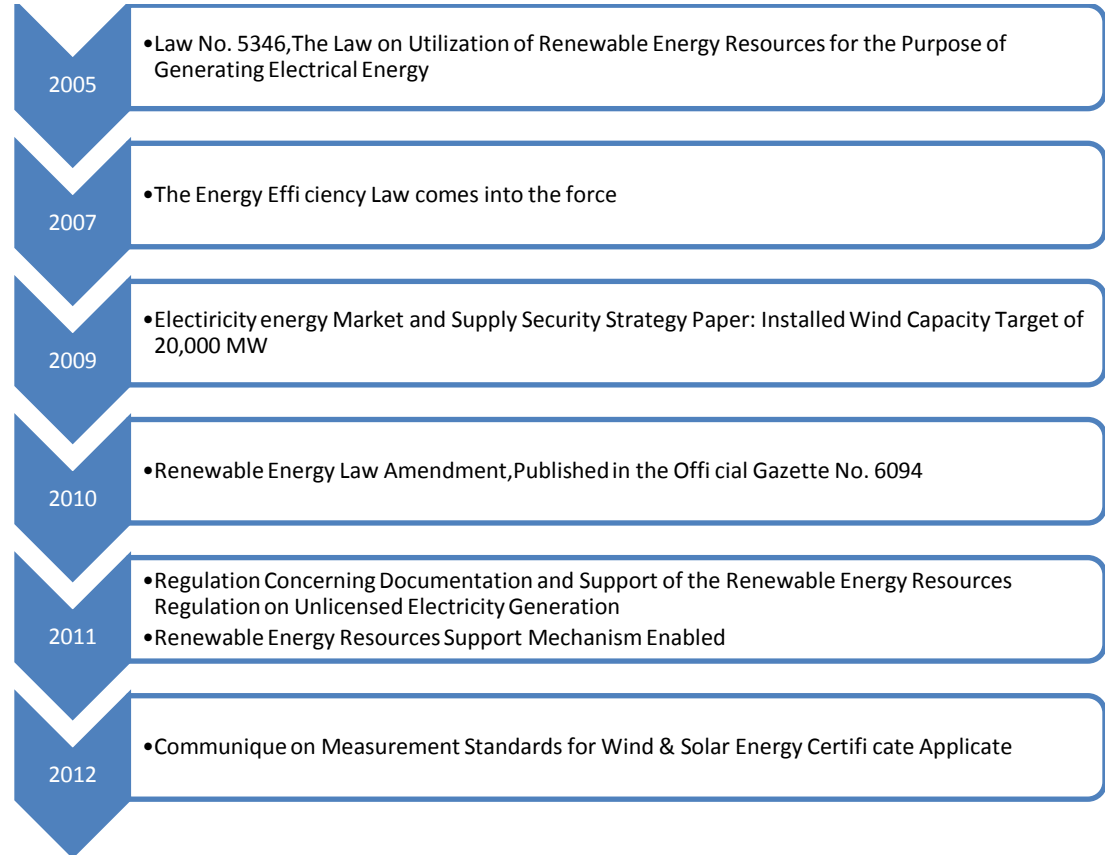 2005
•Law No. 5346,The Law on Utilization of Renewable Energy Resources for the Purpose of
Generating Electrical Energy
2007
•The Energy Effi ciency Law comes into the force
2009
•Electiricity energy Market and Supply Security Strategy Paper: Installed Wind Capacity Target of
20,000 MW
2010
•Renewable Energy Law Amendment,Published in the Offi cial Gazette No. 6094
2011
•Regulation Concerning Documentation and Support of the Renewable Energy Resources
Regulation on Unlicensed Electricity Generation
•Renewable Energy Resources Support Mechanism Enabled
2012
•Communique on Measurement Standards for Wind & Solar Energy Certifi cate Applicate